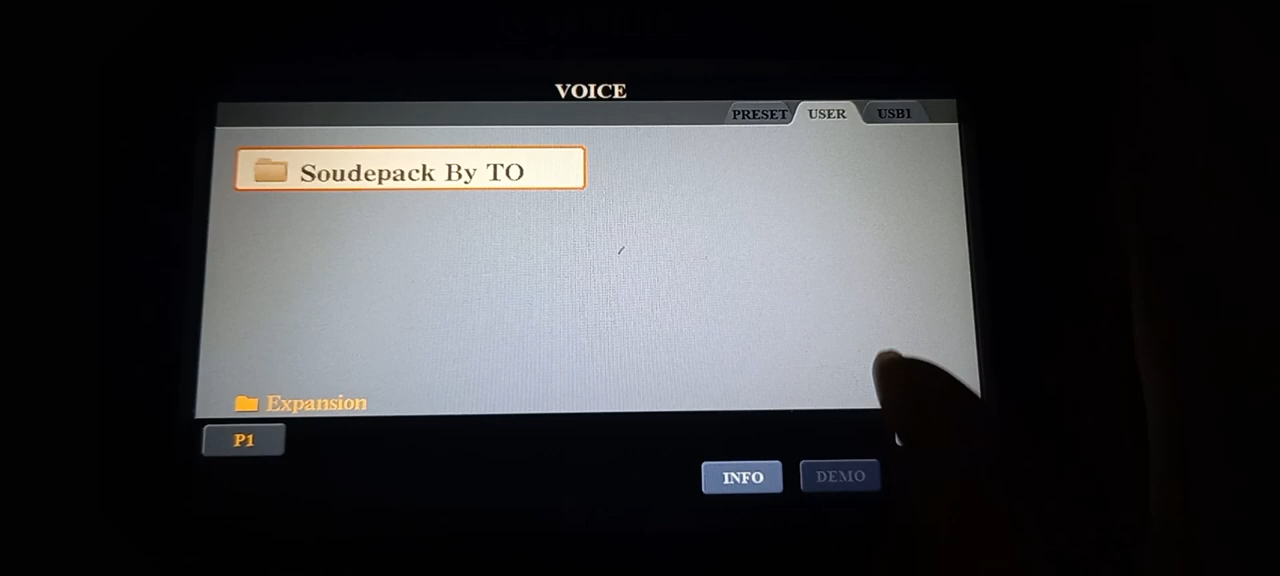 VOICE
PRESET USER USB1
Soudepack By TO
Expansion
P1
INFO DEMO